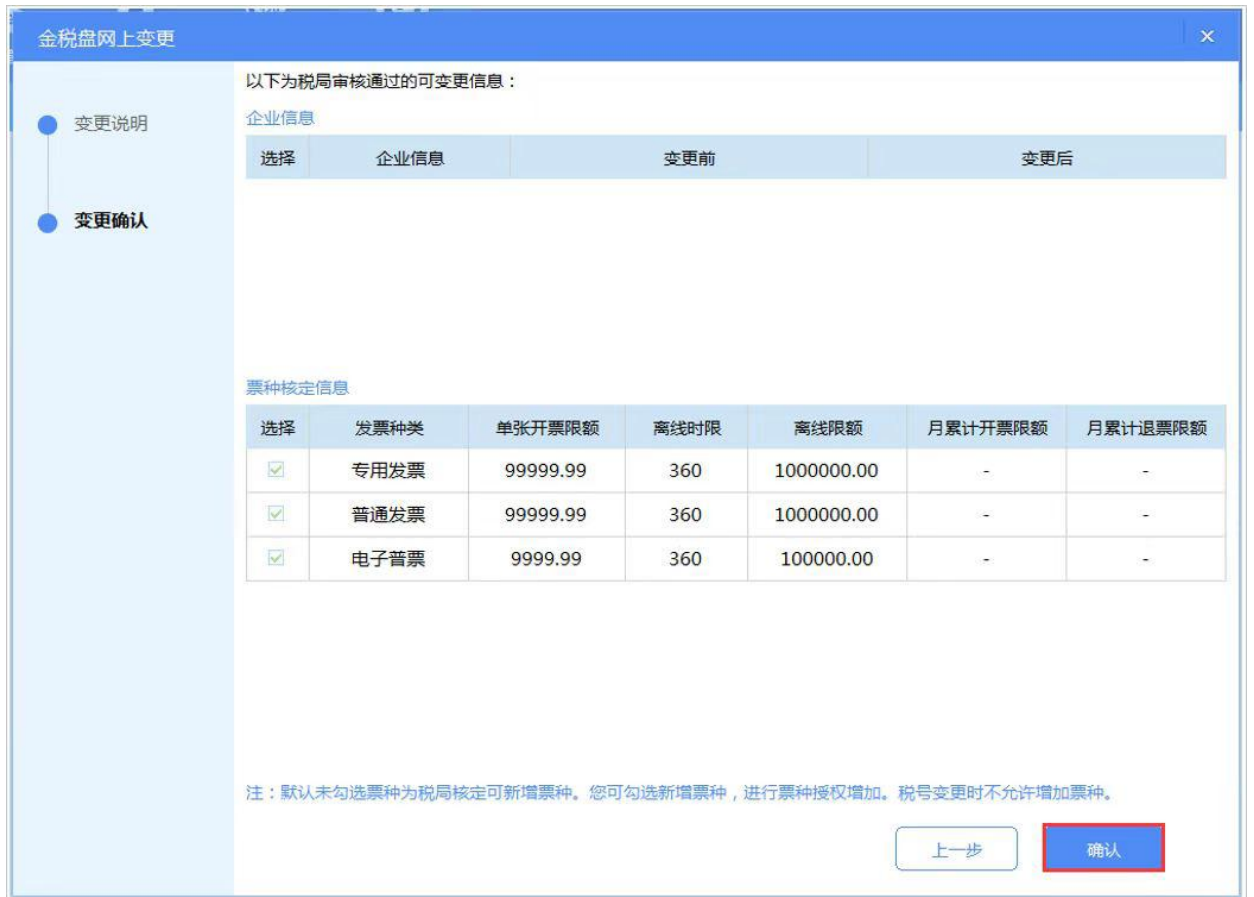 金税盘网上变更
以下为税局审核通过的可变更信息：
变更说明
变更确认
企业信息
选择 企业信息 变更前 变更后
票种核定信息
选择 发票种类 单张开票限额 离线时限 离线限额 月累计开票限额 月累计退票限额
专用发票 99999.99 360 1000000.00 - -
普通发票 99999.99 360 1000000.00 - -
电子普票 9999.99 360 100000.00 - -
注：默认未勾选票种为税局核定可新增票种。您可勾选新增票种，进行票种授权增加。税号变更时不允许增加票种。
上一步 确认